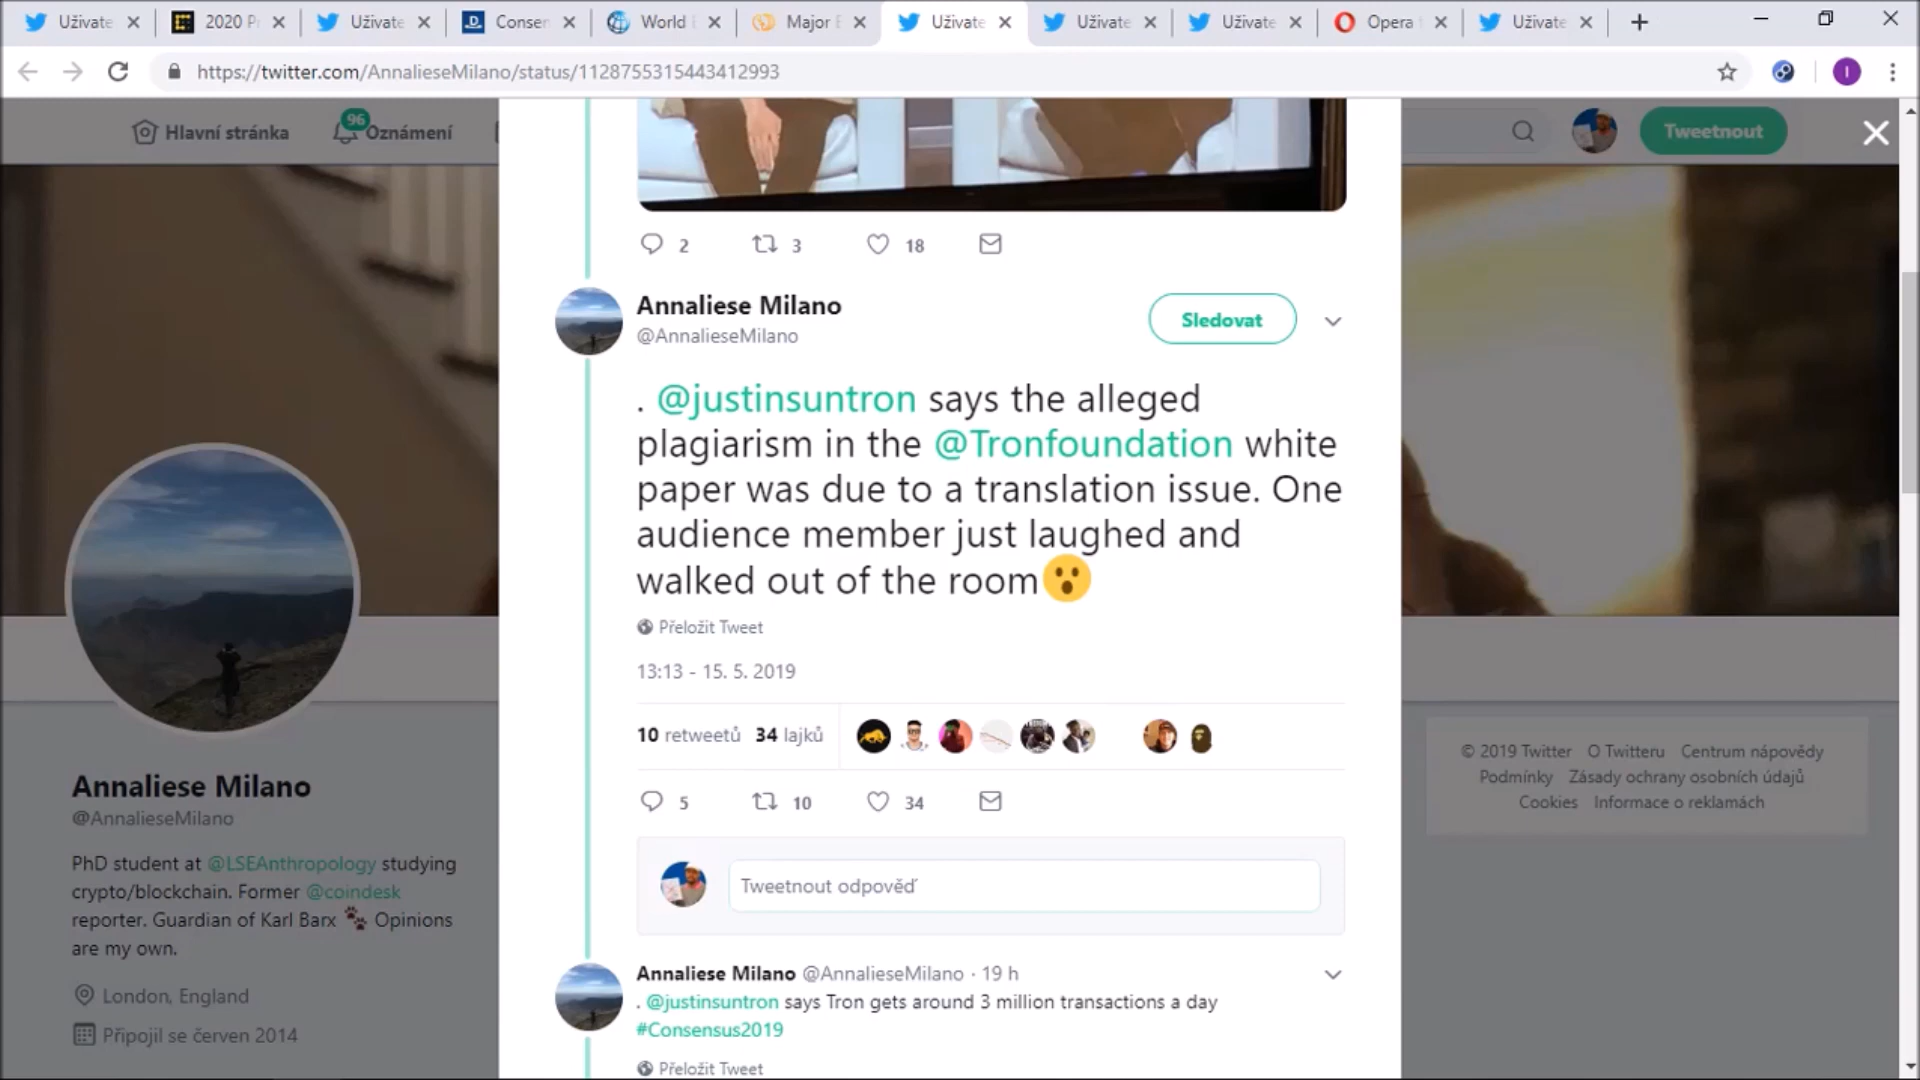 Uživate
2020 P
Uživate
Consen
World
Major
Uživate
Uživate
Uživate
Opera
Uživate
https://twitter.com/AnnalieseMilano/status/1128755315443412993
Hlavní stránka
96
Oznámení
Tweetnout
2
3
18
Annaliese Milano
@AnnalieseMilano
Sledovat
. @justinsuntron says the alleged
plagiarism in the @Tronfoundation white
paper was due to a translation issue. One
audience member just laughed and
walked out of the room😮
Přeložit Tweet
13:13 - 15. 5. 2019
10 retweetů 34 lajků
5
10
34
Tweetnout odpověď
Annaliese Milano @AnnalieseMilano · 19 h
. @justinsuntron says Tron gets around 3 million transactions a day
#Consensus2019
Přeložit Tweet
Annaliese Milano
@AnnalieseMilano
PhD student at @LSEAnthropology studying
crypto/blockchain. Former @coindesk
reporter. Guardian of Karl Barx 🐾 Opinions
are my own.
London, England
Připojil se červen 2014
© 2019 Twitter O Twitteru Centrum nápovědy
Podmínky Zásady ochrany osobních údajů
Cookies Informace o reklamách